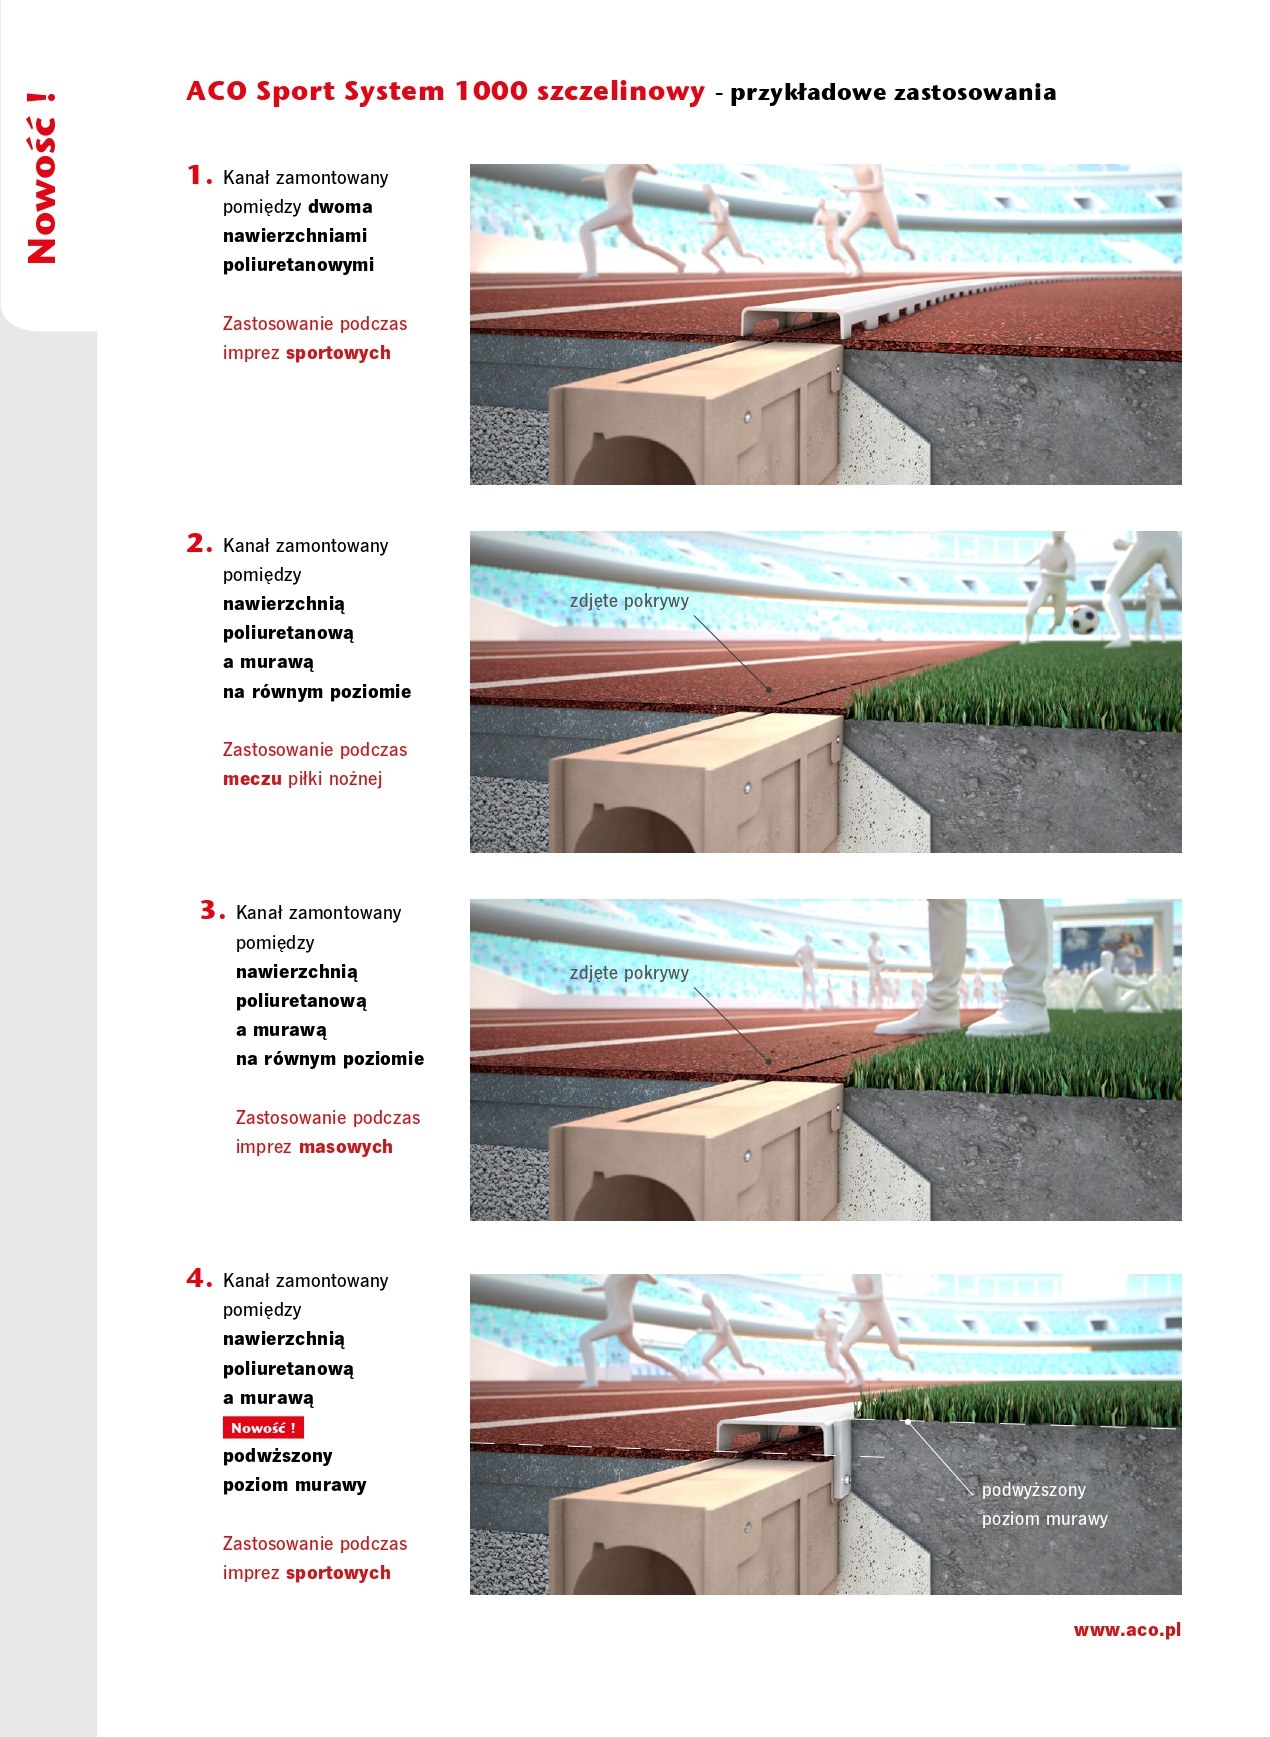 Nowość !
ACO Sport System 1000 szczelinowy - przykładowe zastosowania
1. Kanał zamontowany
pomiędzy dwoma
nawierzchniami
poliuretanowymi
Zastosowanie podczas
imprez sportowych
2. Kanał zamontowany
pomiędzy
nawierzchnią
poliuretanową
a murawą
na równym poziomie
Zastosowanie podczas
meczu piłki nożnej
zdjęte pokrywy
3. Kanał zamontowany
pomiędzy
nawierzchnią
poliuretanową
a murawą
na równym poziomie
Zastosowanie podczas
imprez masowych
zdjęte pokrywy
4. Kanał zamontowany
pomiędzy
nawierzchnią
poliuretanową
a murawą
Nowość !
podwższony
poziom murawy
Zastosowanie podczas
imprez sportowych
podwyższony
poziom murawy
www.aco.pl